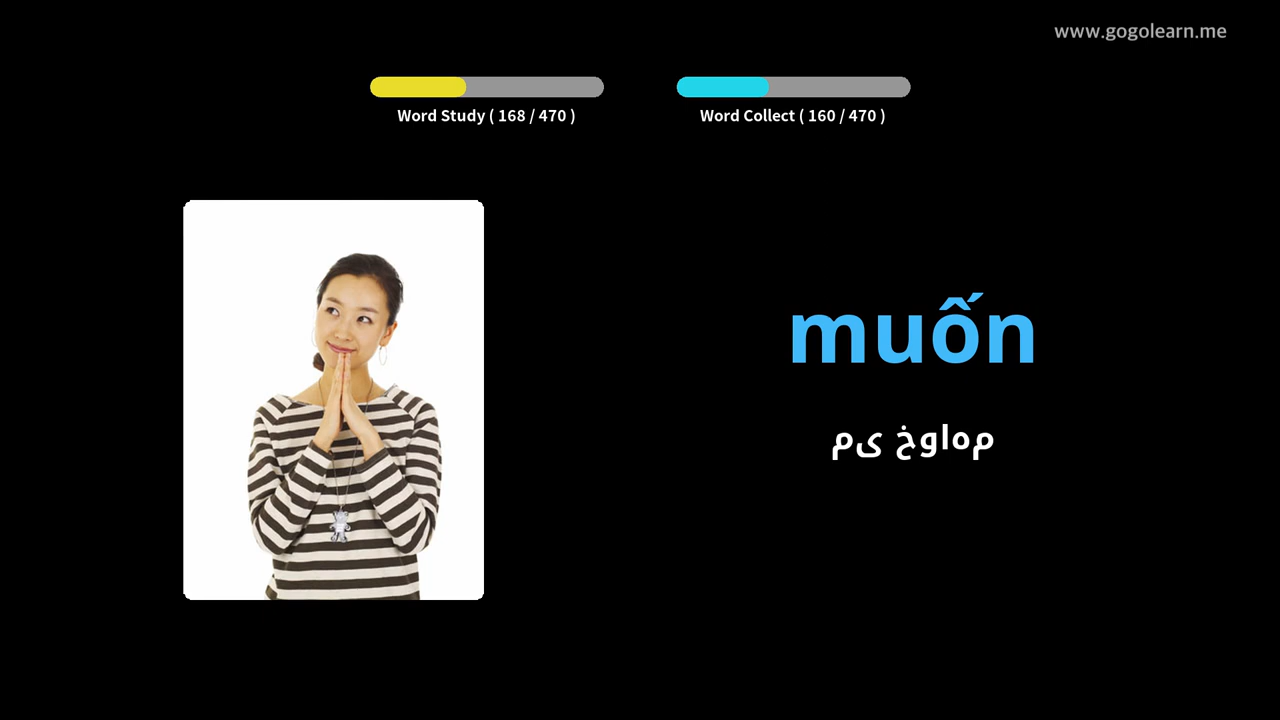 www.gogolearn.me
Word Study ( 168 / 470 )
Word Collect ( 160 / 470 )
muốn
می خواهم